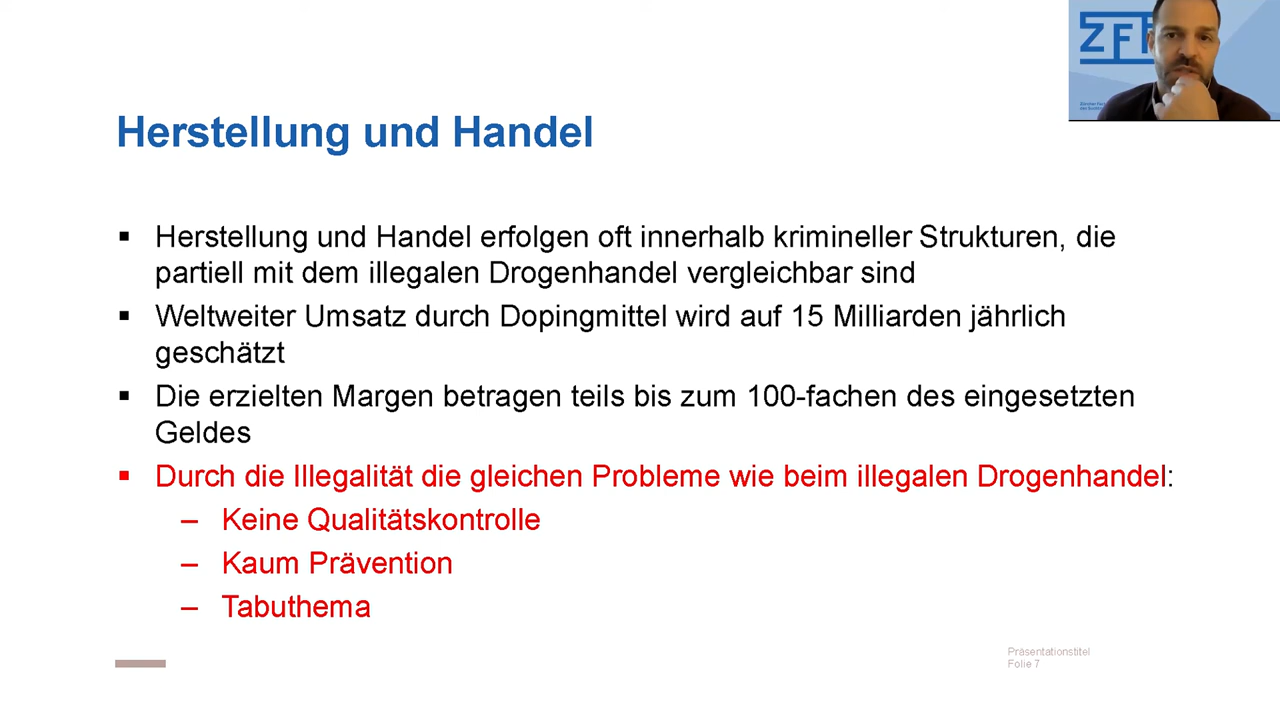 ZFP
Herstellung und Handel
▪ Herstellung und Handel erfolgen oft innerhalb krimineller Strukturen, die
partiell mit dem illegalen Drogenhandel vergleichbar sind
▪ Weltweiter Umsatz durch Dopingmittel wird auf 15 Milliarden jährlich
geschätzt
▪ Die erzielten Margen betragen teils bis zum 100-fachen des eingesetzten
Geldes
▪ Durch die Illegalität die gleichen Probleme wie beim illegalen Drogenhandel:
– Keine Qualitätskontrolle
– Kaum Prävention
– Tabuthema
Präsentationstitel
Folie 7